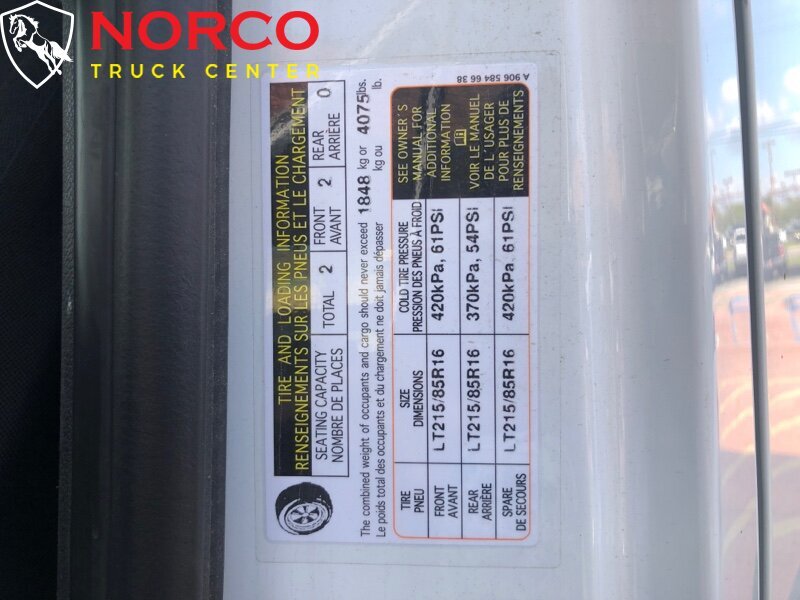 NORCO
TRUCK CENTER
TIRE AND LOADING INFORMATION
RENSEIGNEMENTS SUR LES PNEUS ET LE CHARGEMENT
SEATING CAPACITY
NOMBRE DE PLACES
TOTAL 2
FRONT
AVANT
2
REAR
ARRIÈRE
0
The combined weight of occupants and cargo should never exceed 1848 kg or 4075 lbs.
Le poids total des occupants et du chargement ne doit jamais dépasser kg ou lb.
TIRE
PNEU
SIZE
DIMENSIONS
COLD TIRE PRESSURE
PRESSION DES PNEUS À FROID
FRONT
AVANT
LT215/85R16
420kPa, 61PSI
REAR
ARRIÈRE
LT215/85R16
370kPa, 54PSI
SPARE
DE SECOURS
LT215/85R16
420kPa, 61PSI
SEE OWNER'S
MANUAL FOR
ADDITIONAL
INFORMATION
VOIR LE MANUEL
DE L'USAGER
POUR PLUS DE
RENSEIGNEMENTS
A 906 584 66 38